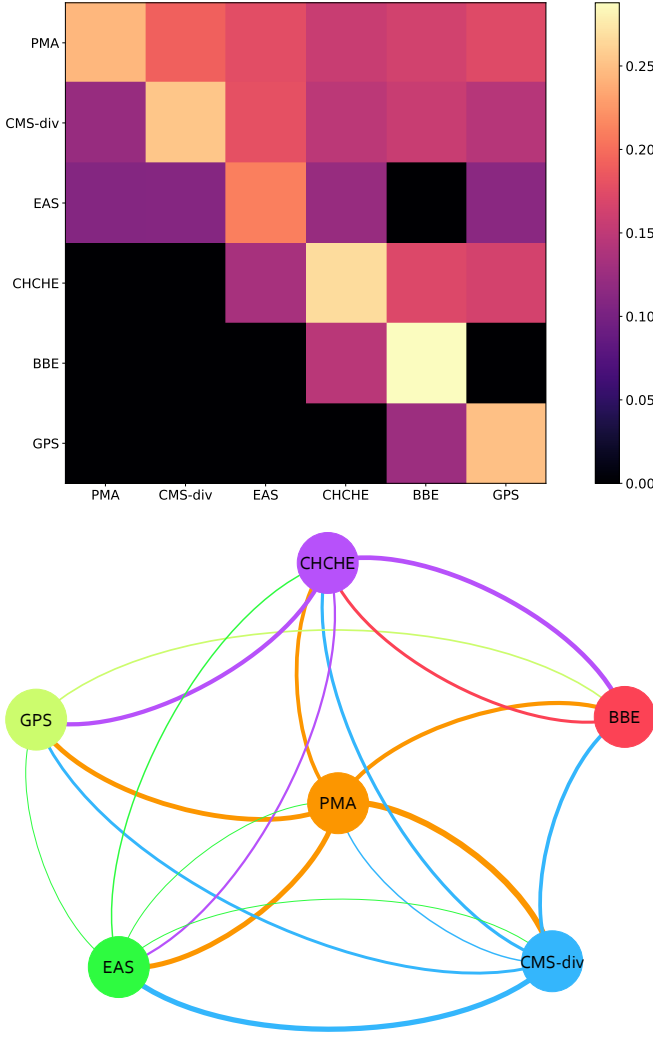 PMA
0.25
CMS-div
0.20
EAS
0.15
CHCHE
0.10
BBE
0.05
GPS
0.00
PMA CMS-div EAS CHCHE BBE GPS
CHCHE
GPS
BBE
PMA
EAS
CMS-div